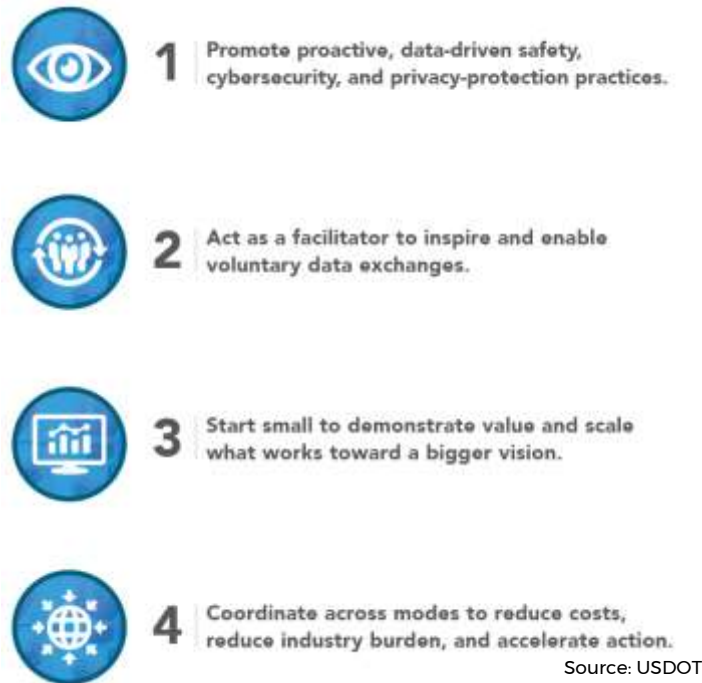 1
Promote proactive, data-driven safety,
cybersecurity, and privacy-protection practices.
2
Act as a facilitator to inspire and enable
voluntary data exchanges.
3
Start small to demonstrate value and scale
what works toward a bigger vision.
4
Coordinate across modes to reduce costs,
reduce industry burden, and accelerate action.
Source: USDOT